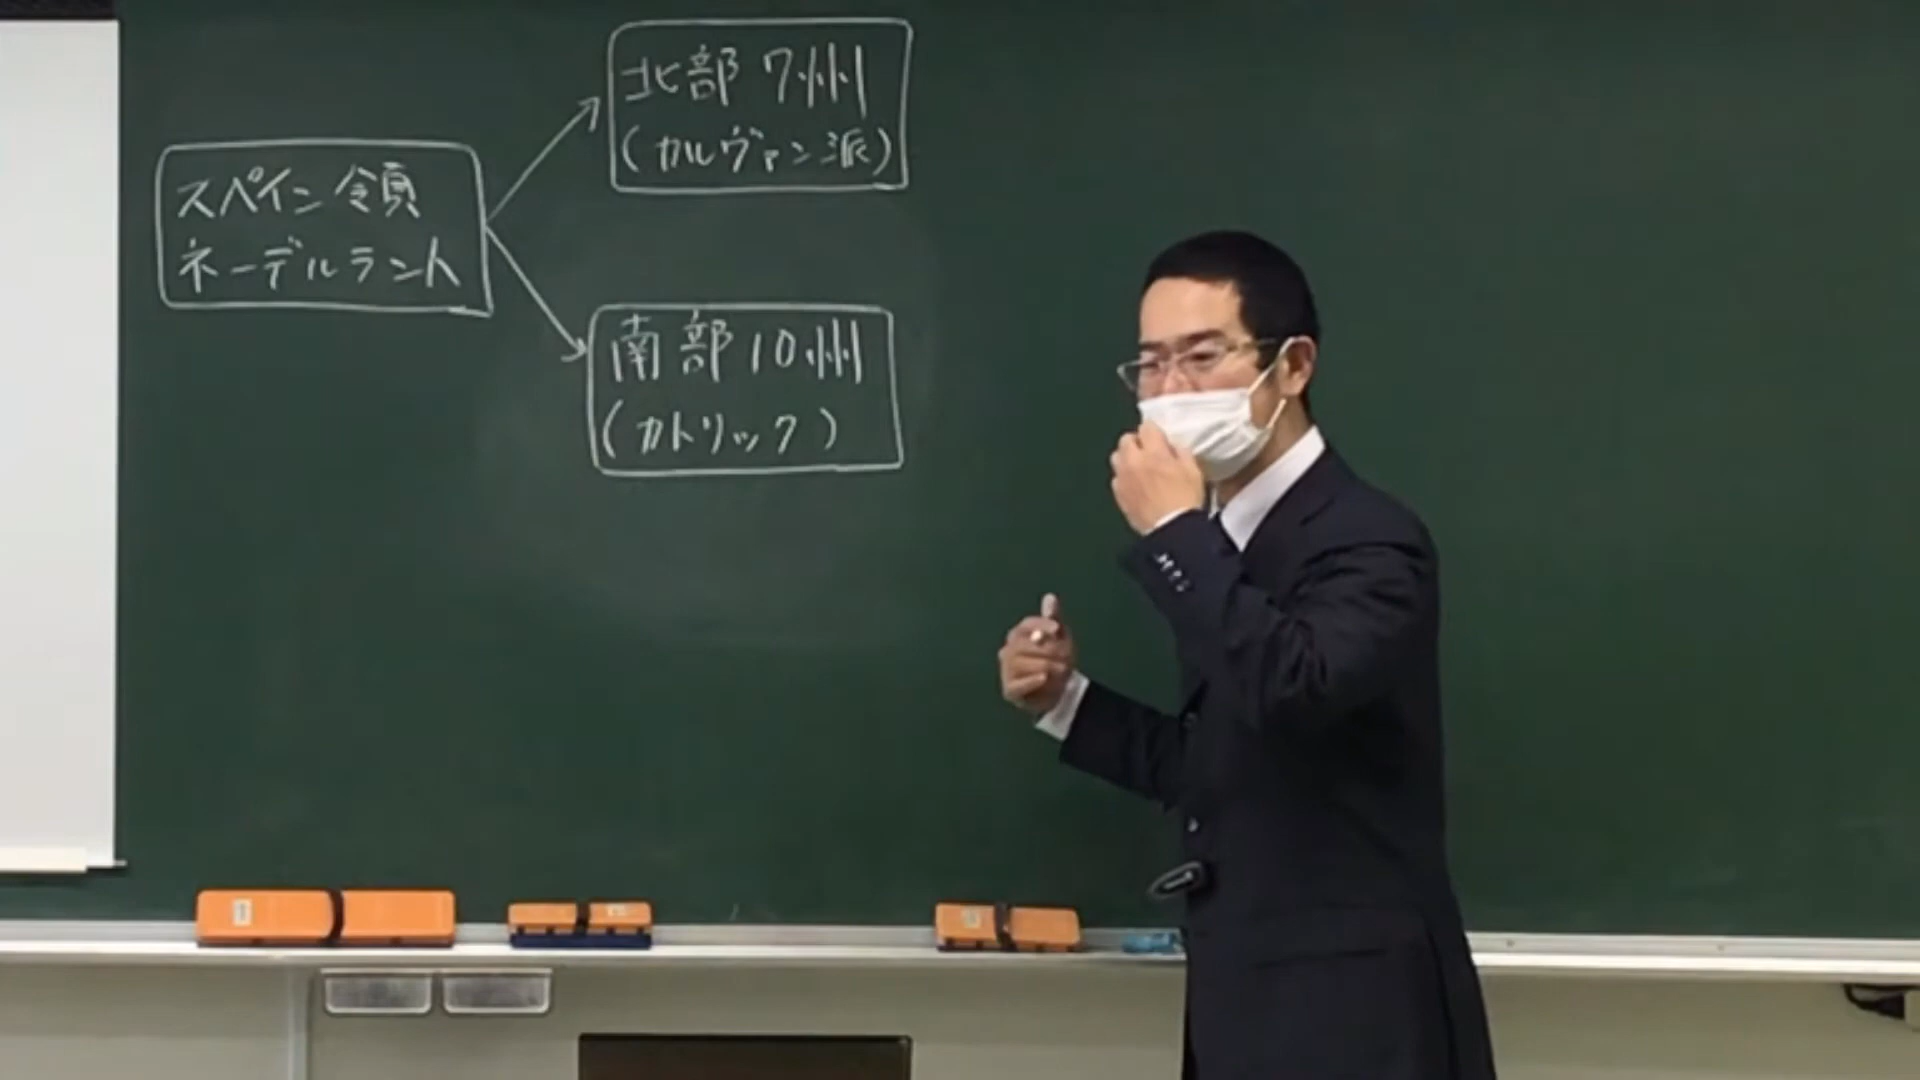 スペイン領
ネーデルラント
北部 7州
(カルヴァン派)
南部 10州
(カトリック)